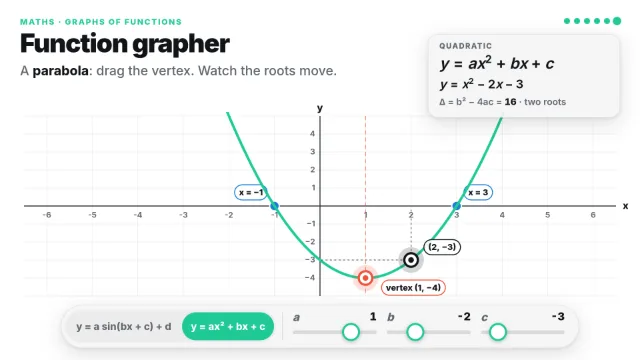 MATHS · GRAPHS OF FUNCTIONS
Function grapher
A parabola: drag the vertex. Watch the roots move.
QUADRATIC
y = ax² + bx + c
y = x² − 2x − 3
Δ = b² − 4ac = 16 · two roots
y
4
3
2
1
x = −1
x = 3
x
-6
-5
-4
-3
-2
-1
1
2
3
4
5
6
−1
−2
−3
−4
(2, −3)
vertex (1, −4)
y = a sin(bx + c) + d
y = ax² + bx + c
a 1
b -2
c -3